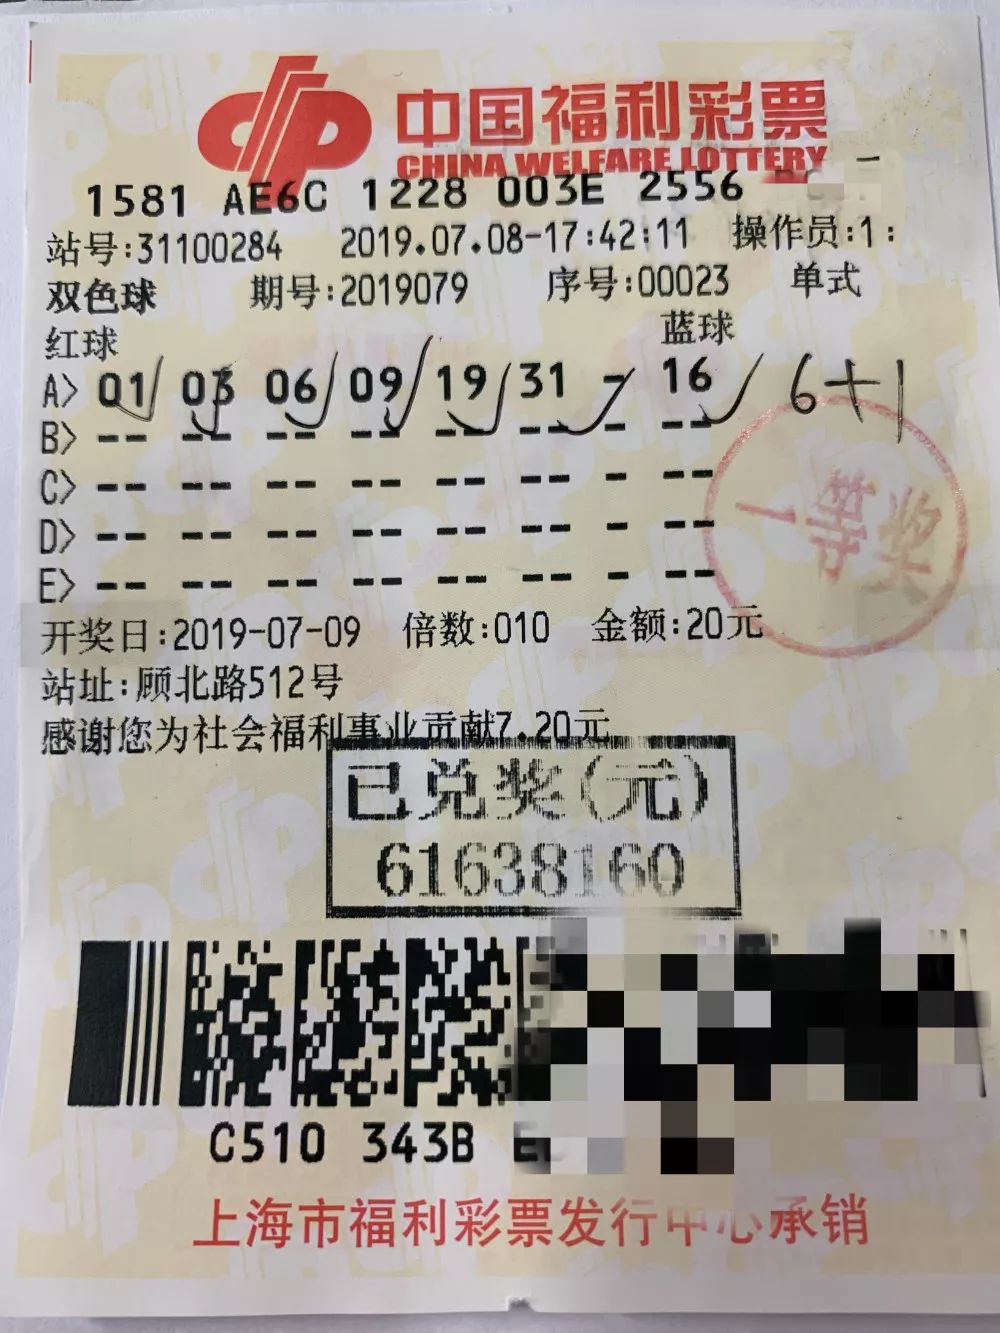 中国福利彩票
CHINA WELFARE LOTTERY
1581 AE6C 1228 003E 2556
站号:31100284 2019.07.08-17:42:11 操作员:1:
双色球 期号:2019079 序号:00023 单式
红球 蓝球
A> 01 03 06 09 19 31 - 16 6+1
B> -- -- -- -- -- -- - --
C> -- -- -- -- -- -- - --
一等奖
D> -- -- -- -- -- -- - --
E> -- -- -- -- -- -- - --
开奖日:2019-07-09 倍数:010 金额:20元
站址:顾北路512号
感谢您为社会福利事业贡献7.20元
已兑奖(元)
61638160
C510 343B
上海市福利彩票发行中心承销